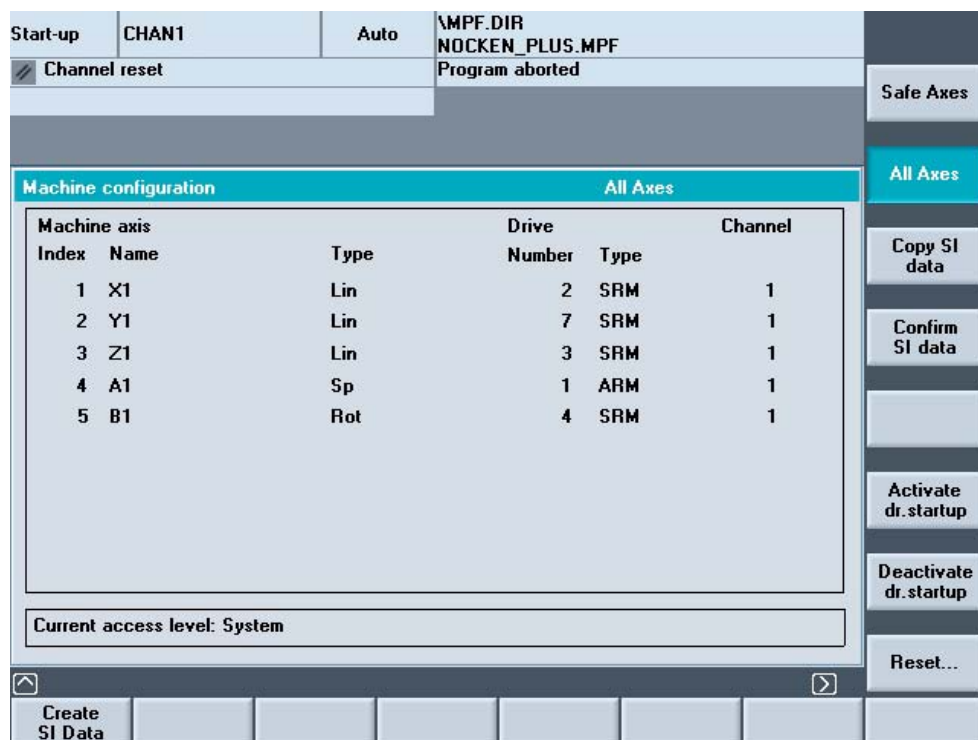 Start-up CHAN1 Auto \MPF.DIR
NOCKEN_PLUS.MPF
Channel reset Program aborted
Safe Axes
All Axes
Copy SI
data
Confirm
SI data
Activate
dr.startup
Deactivate
dr.startup
Reset...
Machine configuration All Axes
Machine axis Drive Channel
Index Name Type Number Type
1 X1 Lin 2 SRM 1
2 Y1 Lin 7 SRM 1
3 Z1 Lin 3 SRM 1
4 A1 Sp 1 ARM 1
5 B1 Rot 4 SRM 1
Current access level: System
Create
SI Data